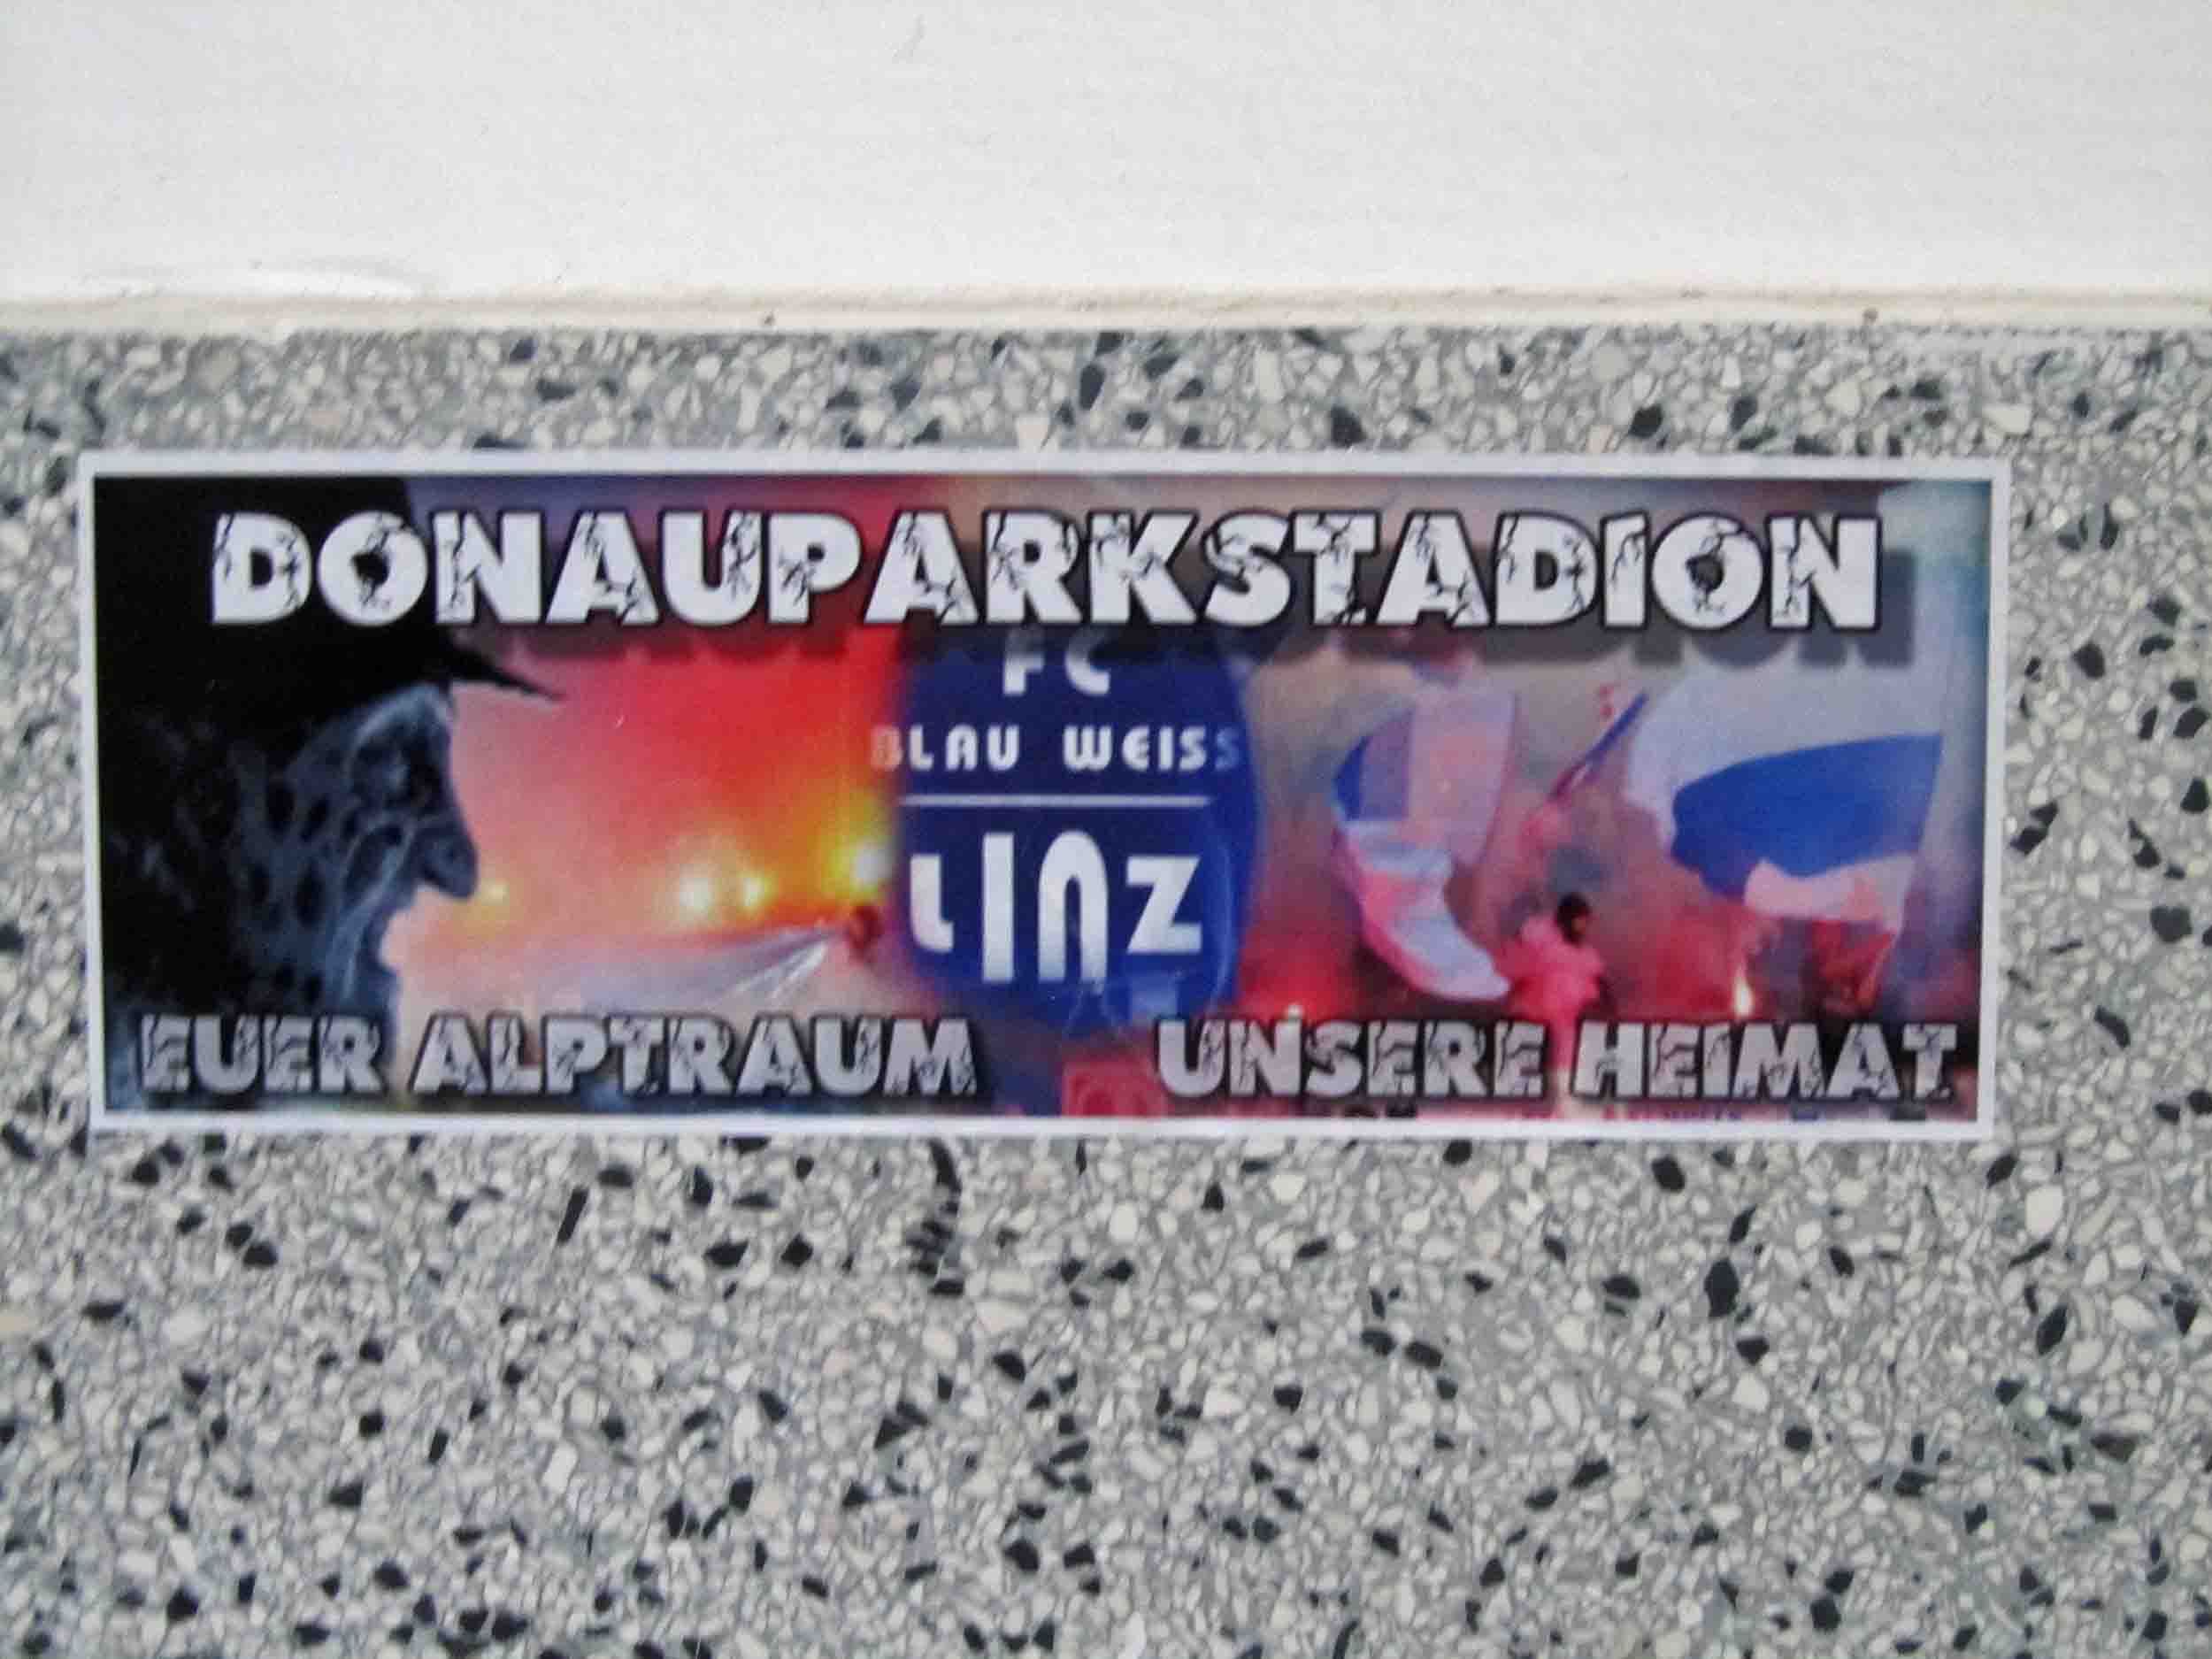 DONAUPARKSTADION
FC
BLAU WEISS
LINZ
EUER ALPTRAUM UNSERE HEIMAT